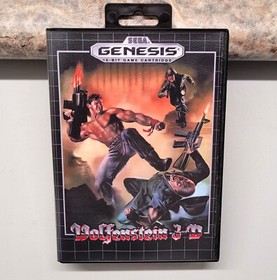 SEGA
GENESIS
16-BIT GAME CARTRIDGE
Wolfenstein 3-D